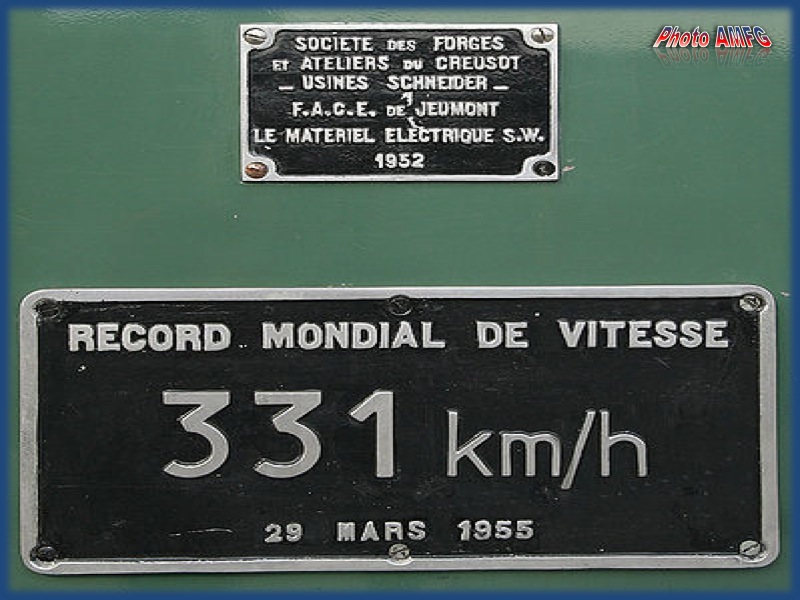 Photo AMFG
SOCIETE DES FORGES
ET ATELIERS DU CREUSOT
_ USINES SCHNEIDER _
F.A.C.E. DE JEUMONT
LE MATERIEL ELECTRIQUE S.W.
1952
RECORD MONDIAL DE VITESSE
331 km/h
29 MARS 1955